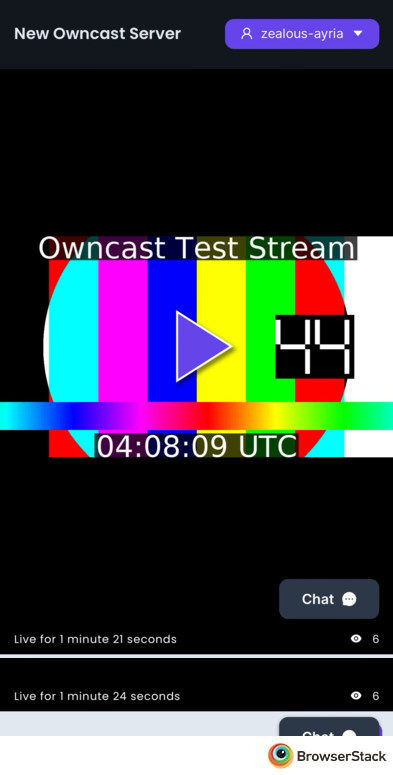 New Owncast Server
zealous-ayria
Owncast Test Stream
44
04:08:09 UTC
Chat
Live for 1 minute 21 seconds 6
Live for 1 minute 24 seconds 6
Chat
BrowserStack